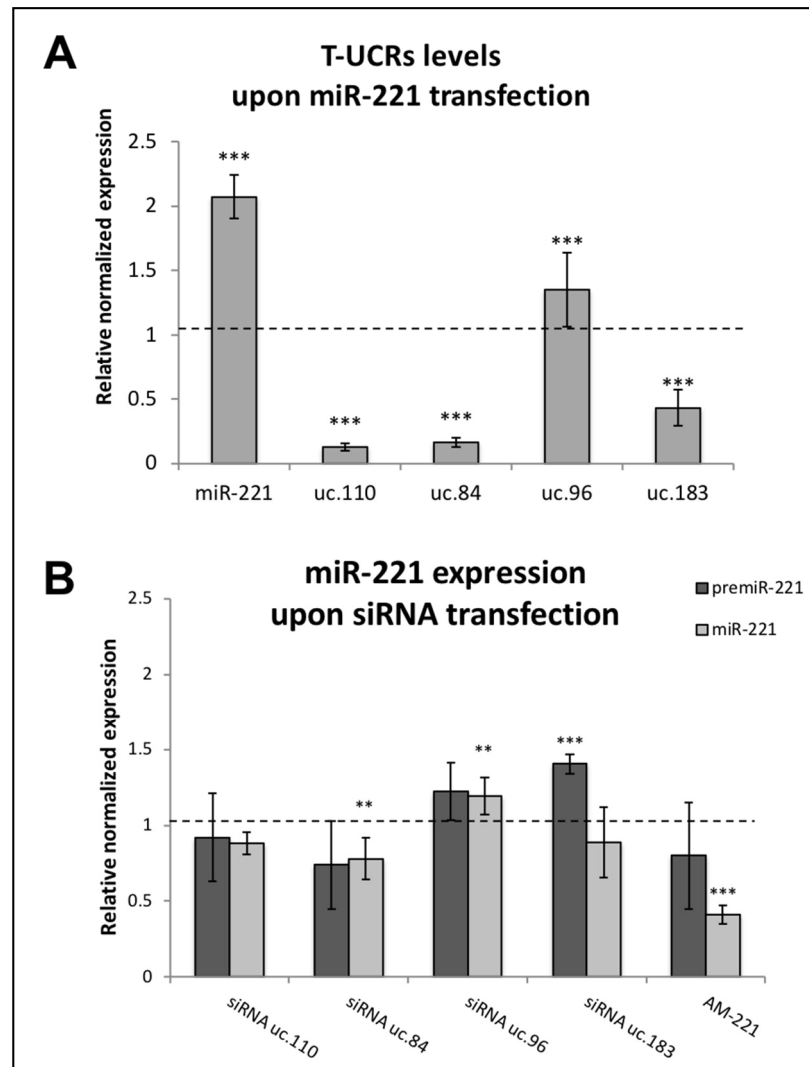 A
T-UCRs levels
upon miR-221 transfection
Relative normalized expression
2.5
2
1.5
1
0.5
0
***
***
***
***
***
miR-221
uc.110
uc.84
uc.96
uc.183
B
miR-221 expression
upon siRNA transfection
premiR-221
miR-221
Relative normalized expression
2.5
2
1.5
1
0.5
0
**
**
***
***
siRNA uc.110
siRNA uc.84
siRNA uc.96
siRNA uc.183
AM-221